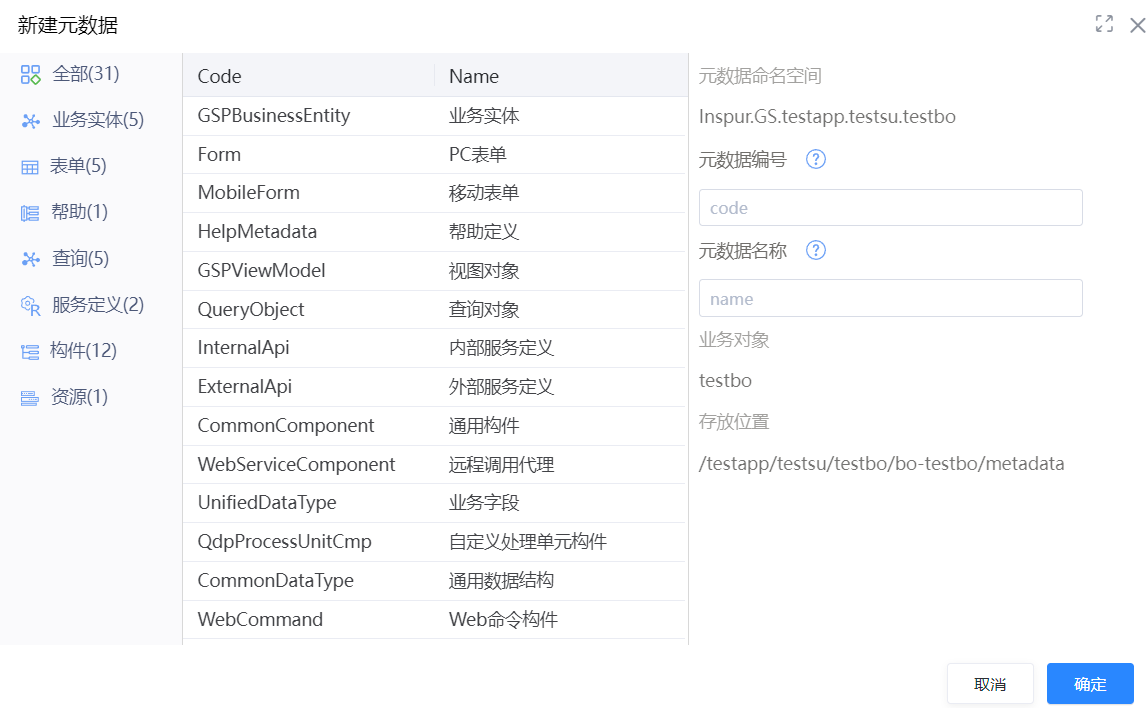 新建元数据
全部(31)
业务实体(5)
表单(5)
帮助(1)
查询(5)
服务定义(2)
构件(12)
资源(1)
Code Name
GSPBusinessEntity 业务实体
Form PC表单
MobileForm 移动表单
HelpMetadata 帮助定义
GSPViewModel 视图对象
QueryObject 查询对象
InternalApi 内部服务定义
ExternalApi 外部服务定义
CommonComponent 通用构件
WebServiceComponent 远程调用代理
UnifiedDataType 业务字段
QdpProcessUnitCmp 自定义处理单元构件
CommonDataType 通用数据结构
WebCommand Web命令构件
元数据命名空间
Inspur.GS.testapp.testsu.testbo
元数据编号 ?
code
元数据名称 ?
name
业务对象
testbo
存放位置
/testapp/testsu/testbo/bo-testbo/metadata
取消 确定